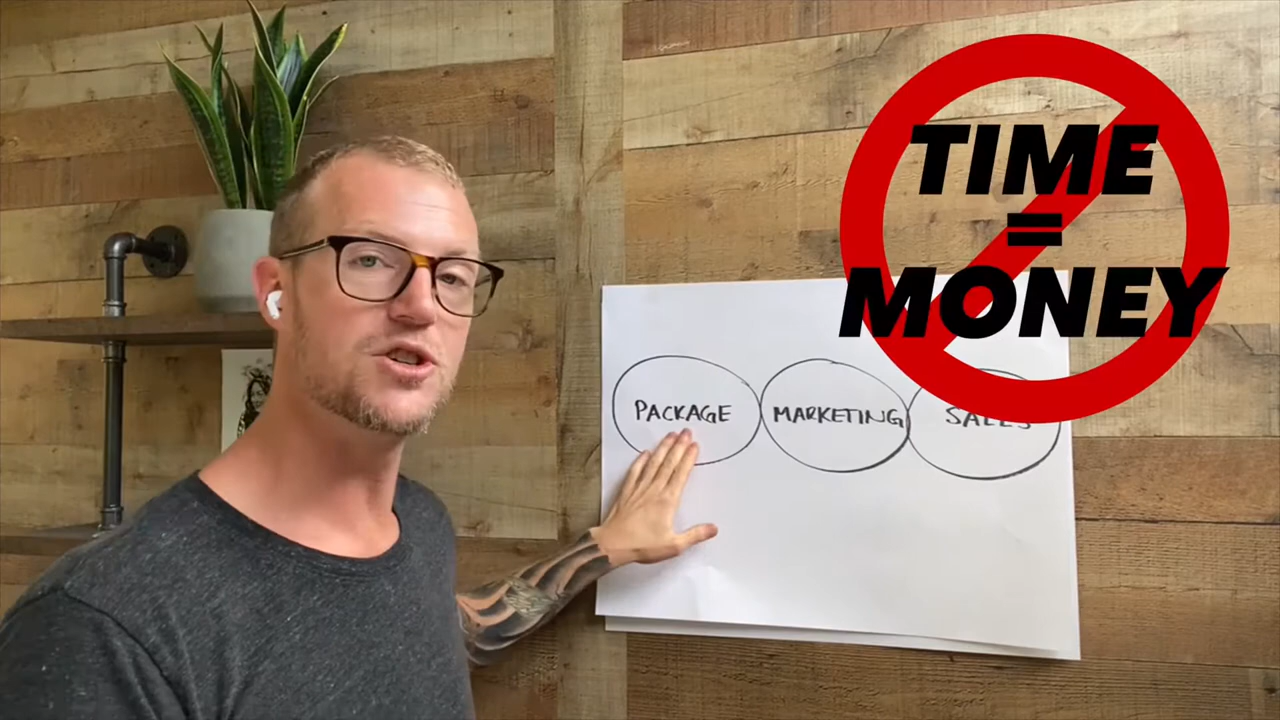 TIME
=
MONEY
PACKAGE
MARKETING
SALES